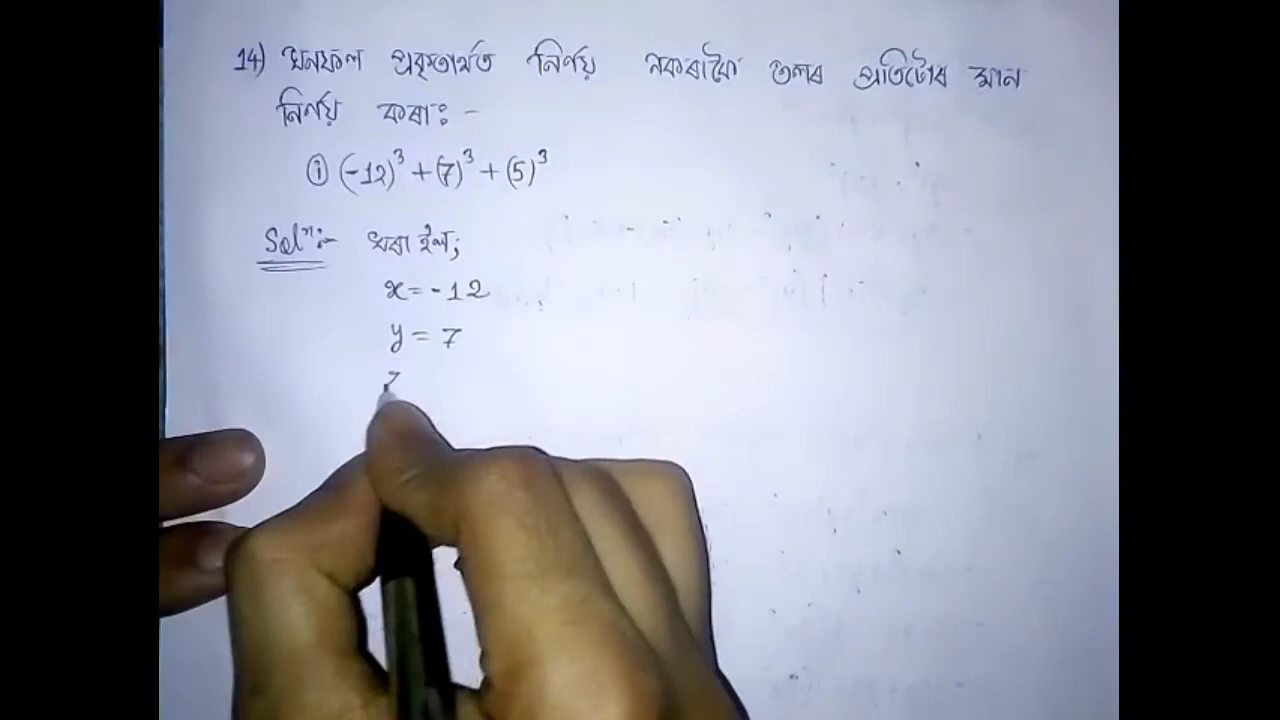 14) ঘনফল প্ৰকৃতাৰ্থত নিৰ্ণয় নকৰাকৈ তলৰ প্ৰতিটোৰ মান
নিৰ্ণয় কৰাঃ -
① (-12)³ + (7)³ + (5)³
Solⁿ:- ধৰা হ'ল;
x = -12
y = 7
z